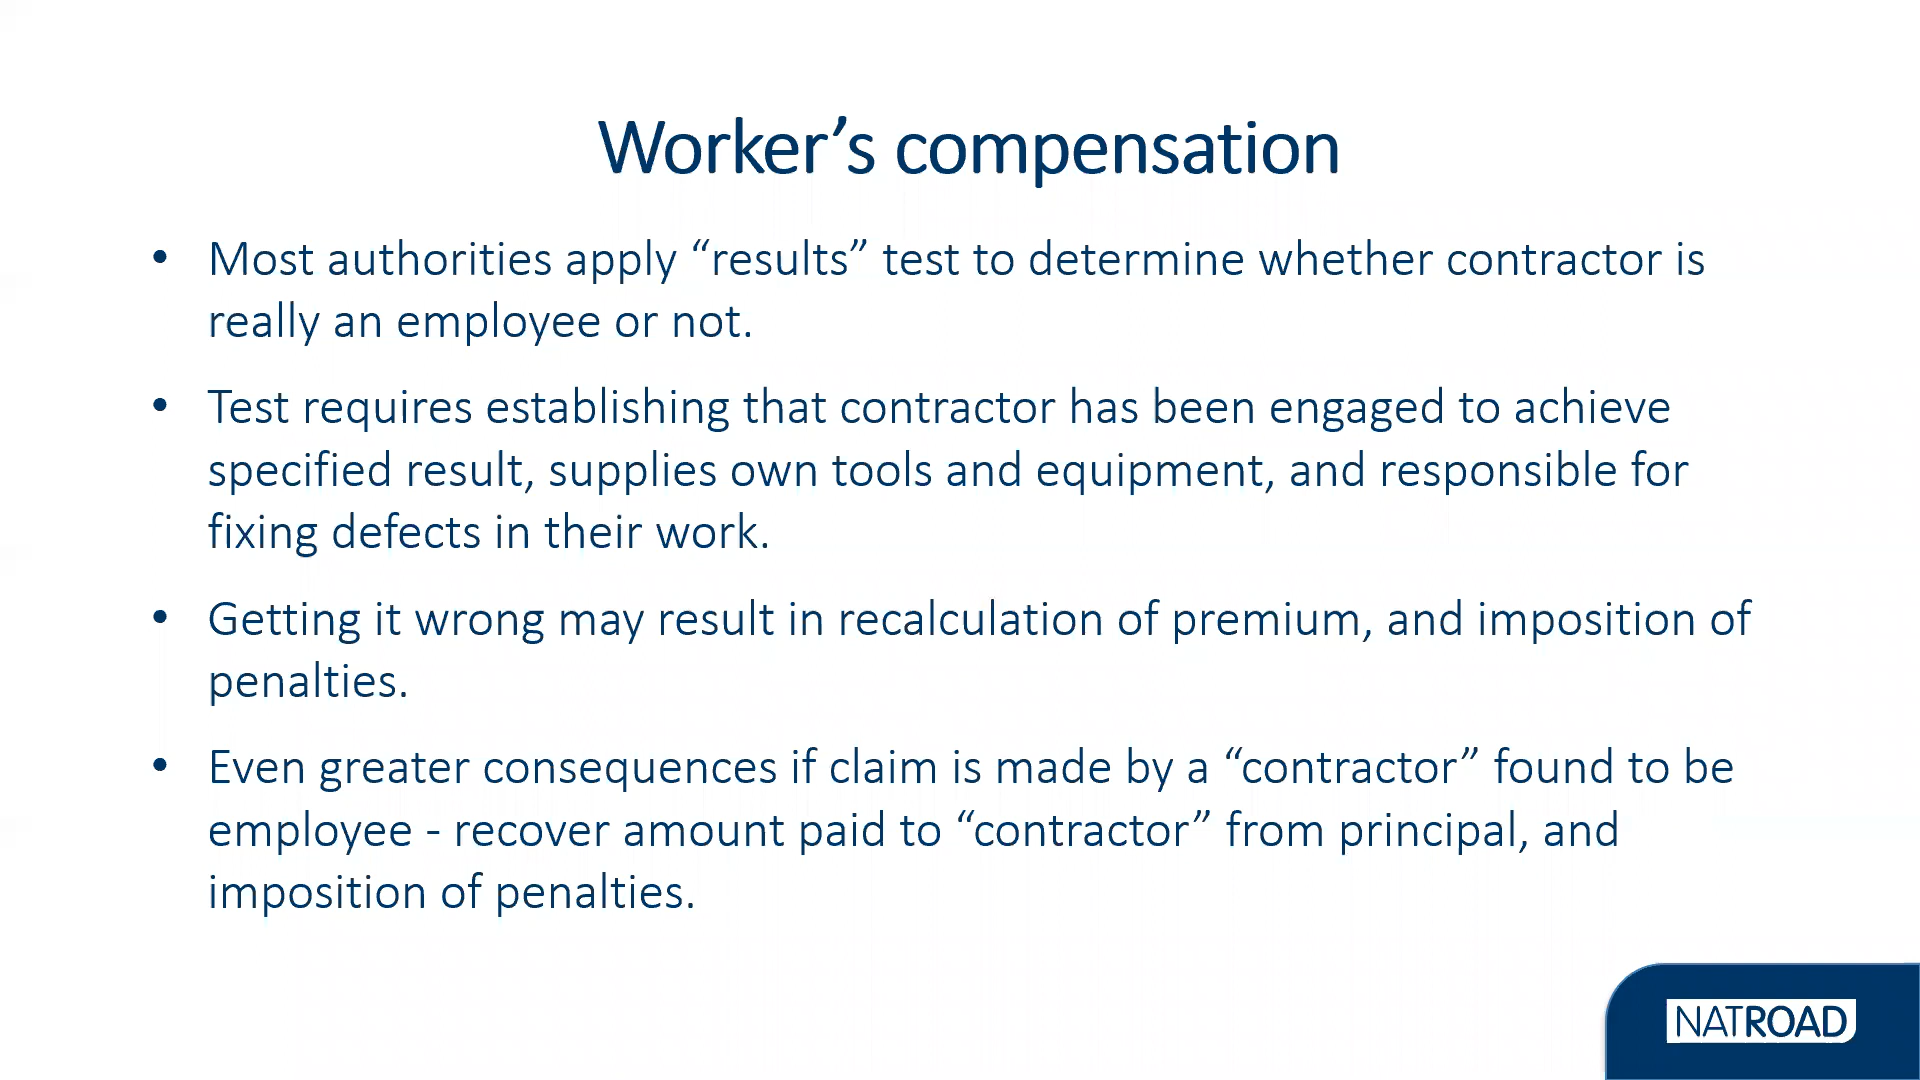 Worker’s compensation
• Most authorities apply “results” test to determine whether contractor is
really an employee or not.
• Test requires establishing that contractor has been engaged to achieve
specified result, supplies own tools and equipment, and responsible for
fixing defects in their work.
• Getting it wrong may result in recalculation of premium, and imposition of
penalties.
• Even greater consequences if claim is made by a “contractor” found to be
employee - recover amount paid to “contractor” from principal, and
imposition of penalties.
NATROAD